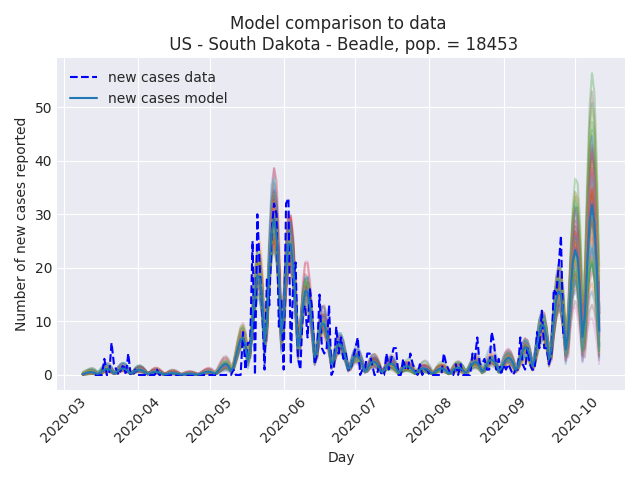 Model comparison to data
US - South Dakota - Beadle, pop. = 18453
new cases data
new cases model
Number of new cases reported
50
40
30
20
10
0
2020-03
2020-04
2020-05
2020-06
2020-07
2020-08
2020-09
2020-10
Day